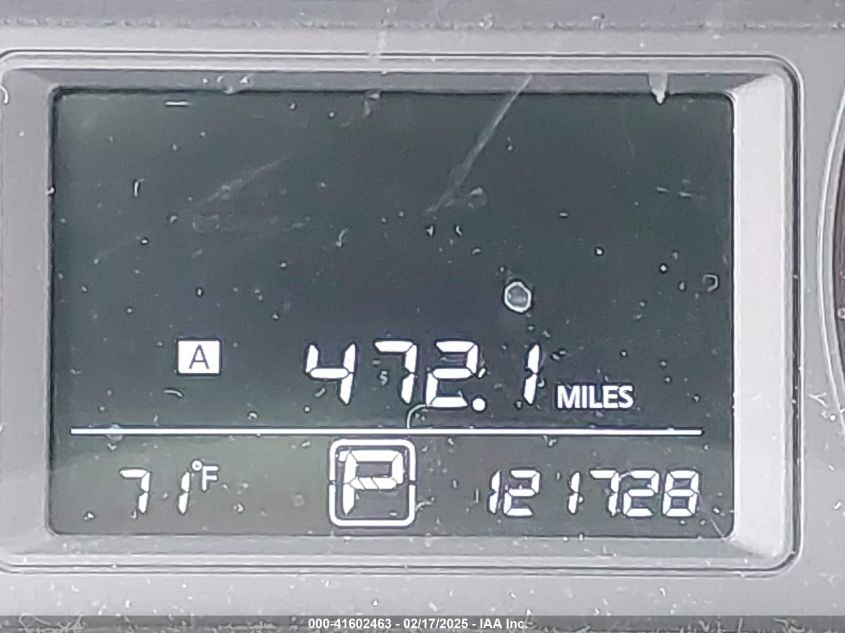 A 472.1 MILES
71°F P 121728
000-41602463 - 02/17/2025 - IAA Inc.